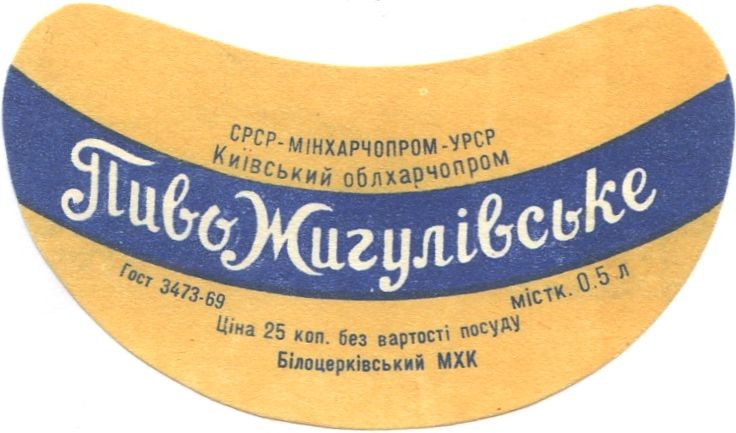 СРСР-МІНХАРЧОПРОМ-УРСР
Київський облхарчопром
Пиво Жигулівське
Гост 3473-69
містк. 0.5 л
Ціна 25 коп. без вартості посуду
Білоцерківський МХК